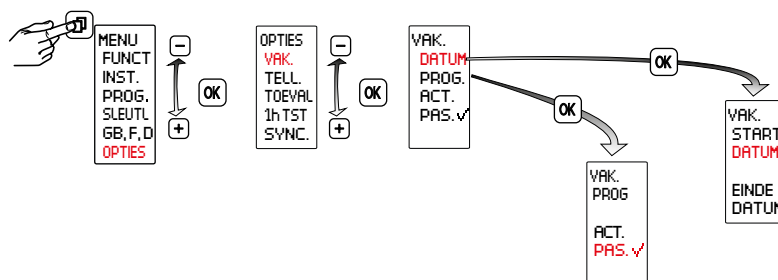 MENU
FUNCT
INST.
PROG.
SLEUTL
GB,F,D
OPTIES
OK
OPTIES
VAK.
TELL.
TOEVAL
1h TST
SYNC.
OK
VAK.
DATUM
PROG.
ACT.
PAS.✓
OK
OK
VAK.
PROG
ACT.
PAS.✓
VAK.
START
DATUM
EINDE
DATUM